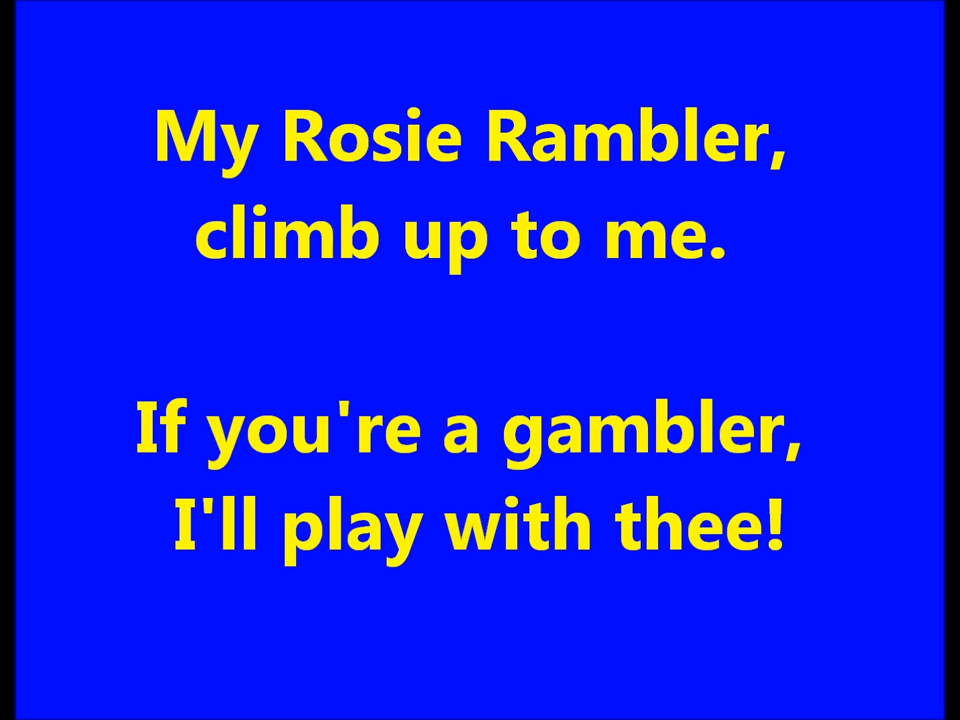 My Rosie Rambler,
climb up to me.
If you're a gambler,
I'll play with thee!